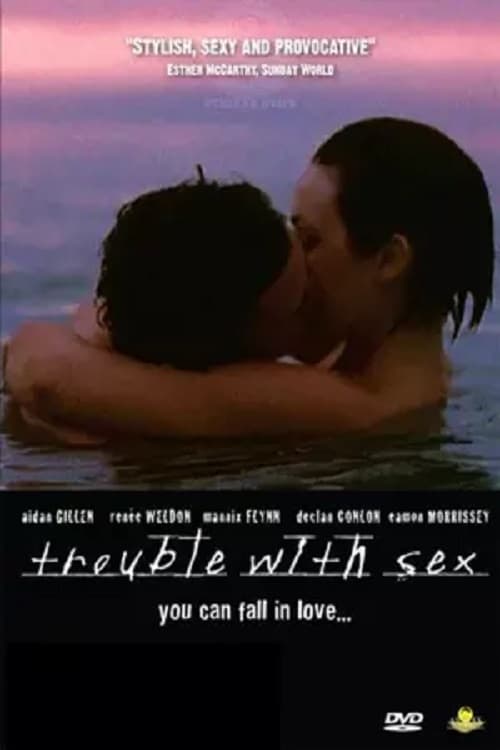 "STYLISH, SEXY AND PROVOCATIVE"
ESTHER MCCARTHY, SUNDAY WORLD
aidan GILLEN renée WELDON mannix FLYNN declan CONLON eamon MORRISSEY
trouble with sex
you can fall in love...
DVD